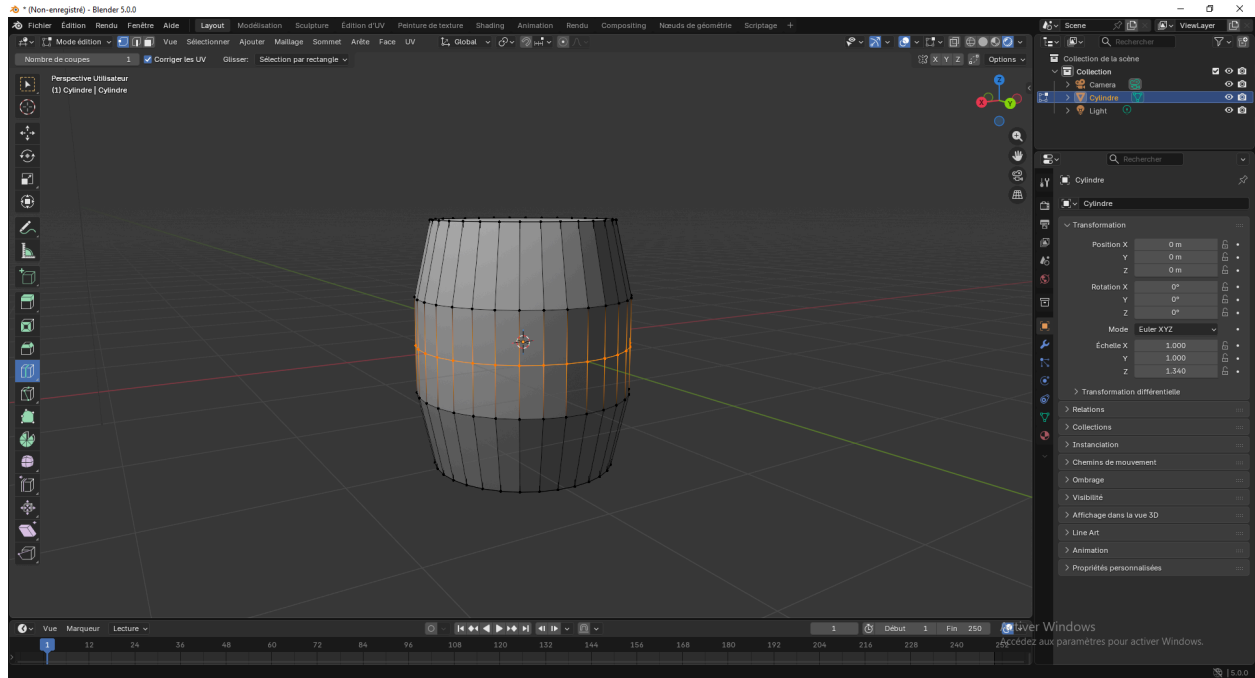 * (Non-enregistré) - Blender 5.0.0
Fichier Édition Rendu Fenêtre Aide Layout Modélisation Sculpture Édition d'UV Peinture de texture Shading Animation Rendu Compositing Nœuds de géométrie Scriptage + Scene ViewLayer
Mode édition Vue Sélectionner Ajouter Maillage Sommet Arête Face UV Global Rechercher
Nombre de coupes 1 Corriger les UV Glisser: Sélection par rectangle X Y Z Options
Collection de la scène
Collection
Camera
Cylindre
Light
Perspective Utilisateur
(1) Cylindre | Cylindre
Z
X
Y
Rechercher
Cylindre
Cylindre
Transformation
Position X 0 m
Y 0 m
Z 0 m
Rotation X 0°
Y 0°
Z 0°
Mode Euler XYZ
Échelle X 1.000
Y 1.000
Z 1.340
Transformation différentielle
Relations
Collections
Instanciation
Chemins de mouvement
Ombrage
Visibilité
Affichage dans la vue 3D
Line Art
Animation
Propriétés personnalisées
Vue Marqueur Lecture 1 Début 1 Fin 250
1 12 24 36 48 60 72 84 96 108 120 132 144 156 168 180 192 204 216 228 240 252
Activer Windows
Accédez aux paramètres pour activer Windows.
5.0.0